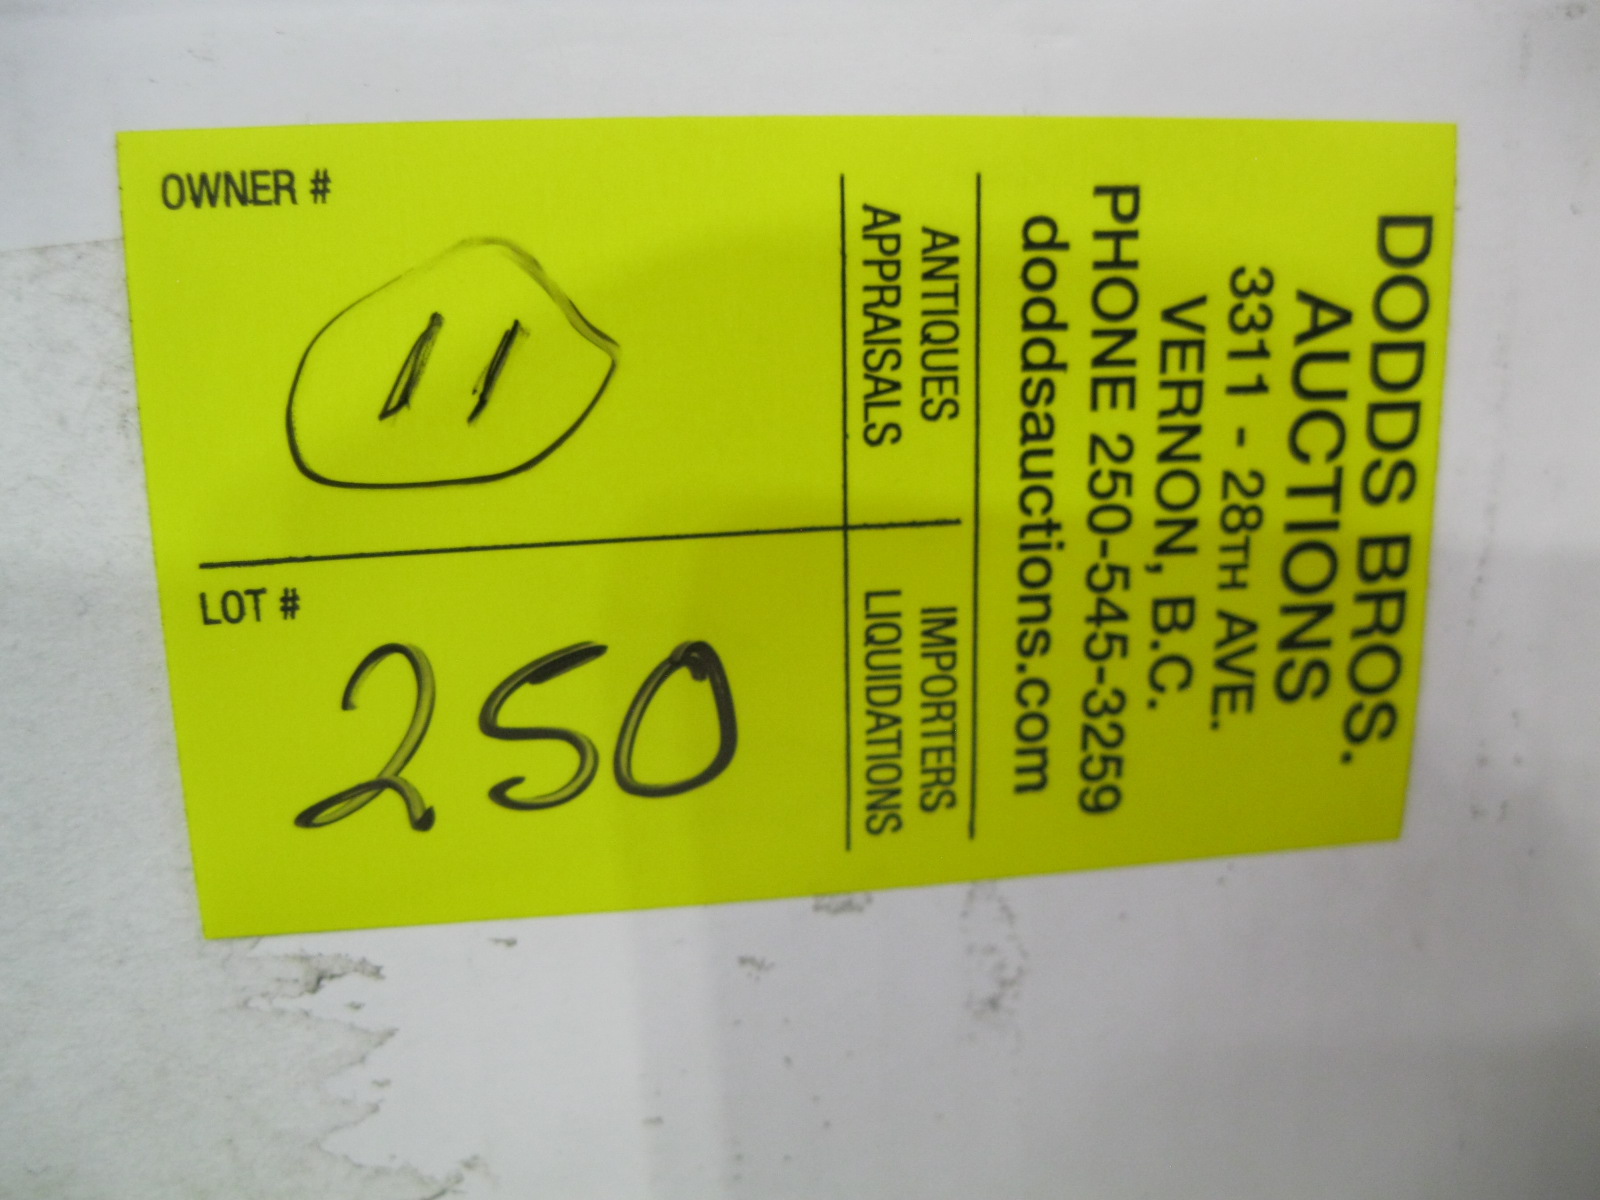 DODDS BROS.
AUCTIONS
3311 - 28TH AVE.
VERNON, B.C.
PHONE 250-545-3259
doddsauctions.com
ANTIQUES IMPORTERS
APPRAISALS LIQUIDATIONS
OWNER #
11
LOT #
250